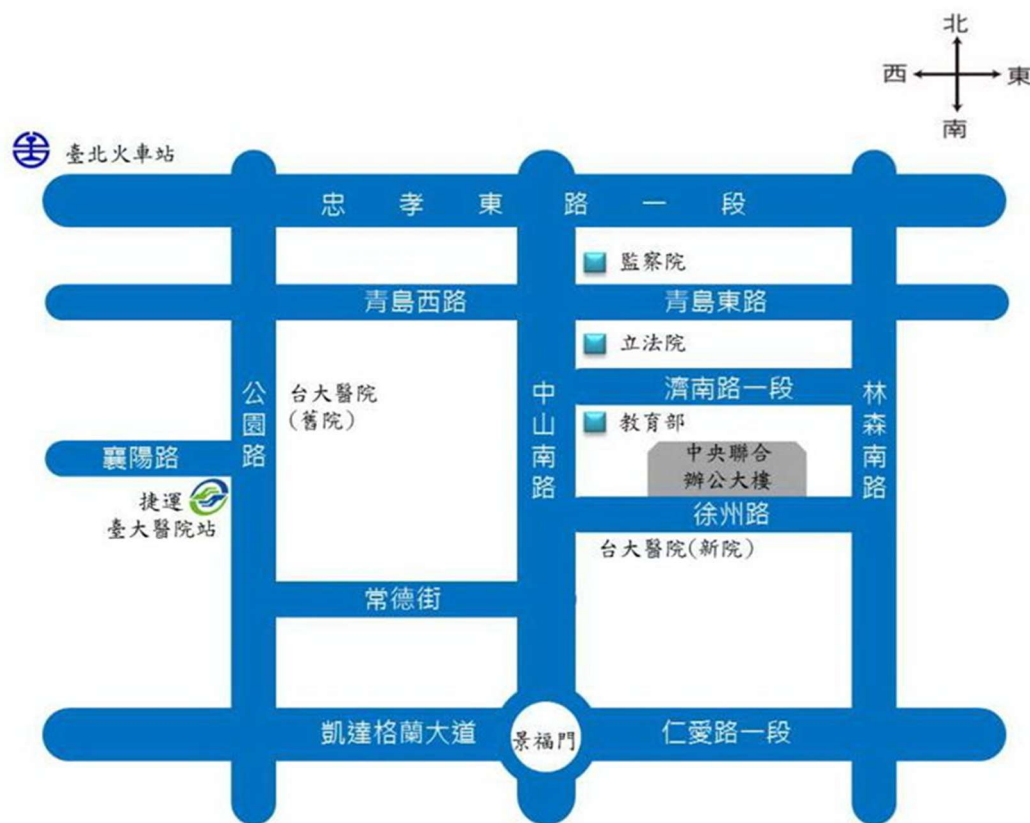 北
西 東
南
臺北火車站
忠孝東路一段
監察院
青島西路
青島東路
立法院
公園路
台大醫院
(舊院)
中山南路
濟南路一段
林森南路
教育部
襄陽路
中央聯合
辦公大樓
捷運
臺大醫院站
徐州路
台大醫院(新院)
常德街
凱達格蘭大道
景福門
仁愛路一段